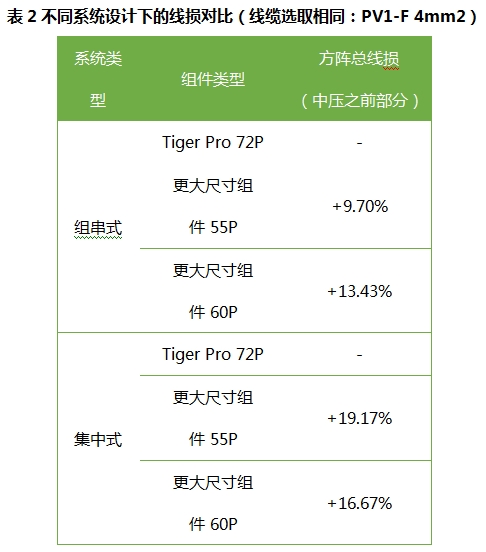 表 2 不同系统设计下的线损对比（线缆选取相同：PV1-F 4mm2）
系统类
型
组件类型
方阵总线损
（中压之前部分）
组串式
Tiger Pro 72P
-
更大尺寸组
件 55P
+9.70%
更大尺寸组
件 60P
+13.43%
集中式
Tiger Pro 72P
-
更大尺寸组
件 55P
+19.17%
更大尺寸组
件 60P
+16.67%